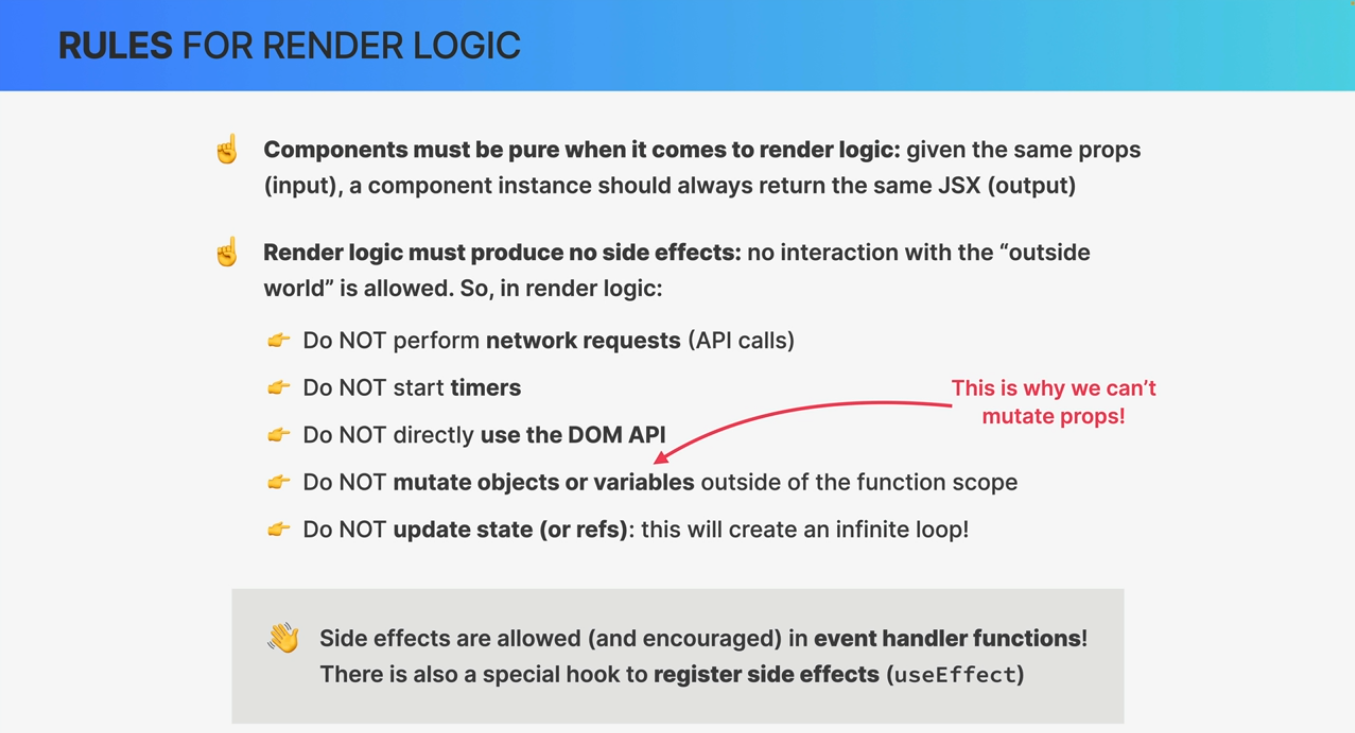 RULES FOR RENDER LOGIC
☝️ Components must be pure when it comes to render logic: given the same props
(input), a component instance should always return the same JSX (output)
☝️ Render logic must produce no side effects: no interaction with the “outside
world” is allowed. So, in render logic:
👉 Do NOT perform network requests (API calls)
👉 Do NOT start timers
👉 Do NOT directly use the DOM API
This is why we can’t
mutate props!
👉 Do NOT mutate objects or variables outside of the function scope
👉 Do NOT update state (or refs): this will create an infinite loop!
👋 Side effects are allowed (and encouraged) in event handler functions!
There is also a special hook to register side effects (useEffect)